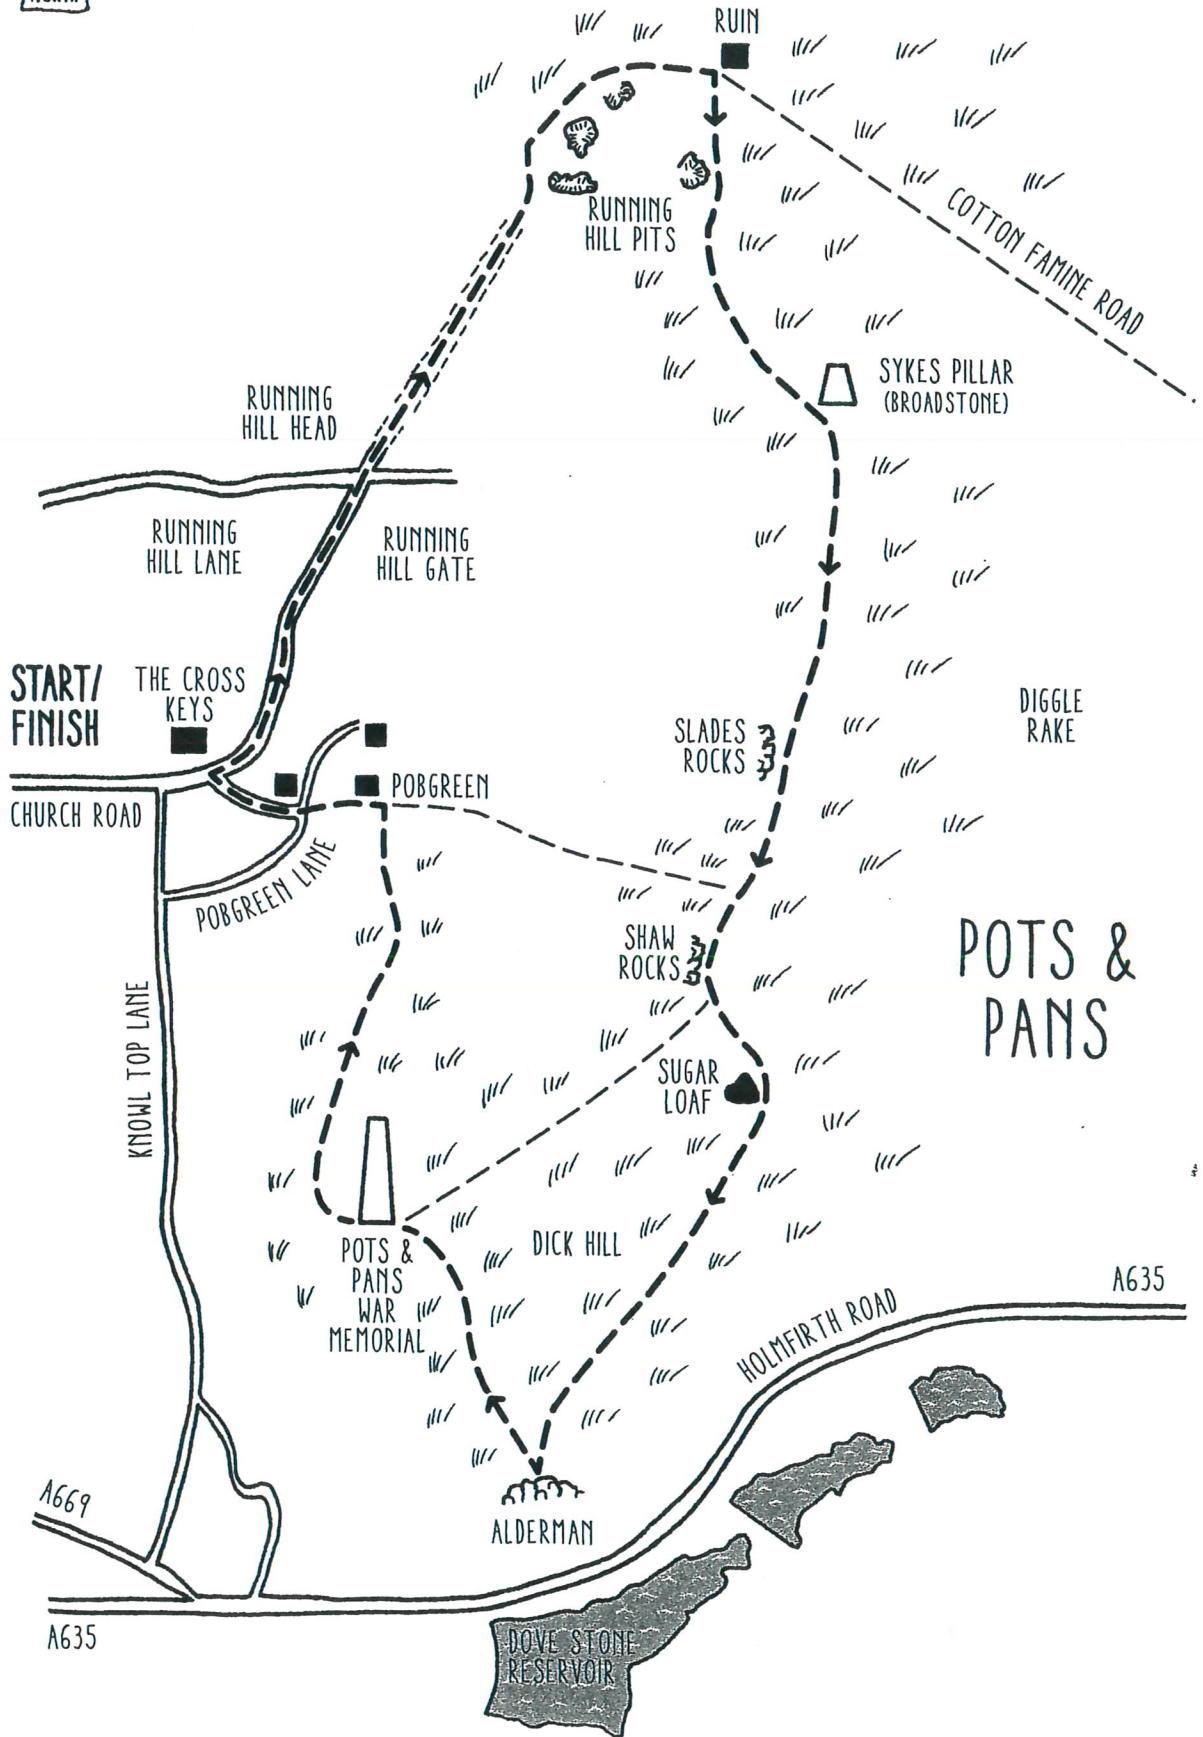 RUIN
RUNNING
HILL PITS
COTTON FAMINE ROAD
SYKES PILLAR
(BROADSTONE)
RUNNING
HILL HEAD
RUNNING
HILL LANE
RUNNING
HILL GATE
START/
FINISH
THE CROSS
KEYS
SLADES
ROCKS
DIGGLE
RAKE
CHURCH ROAD
POBGREEN
POBGREEN LANE
SHAW
ROCKS
POTS &
PANS
KNOWL TOP LANE
SUGAR
LOAF
POTS &
PANS
WAR
MEMORIAL
DICK HILL
A635
HOLMFIRTH ROAD
A669
ALDERMAN
A635
DOVE STONE
RESERVOIR